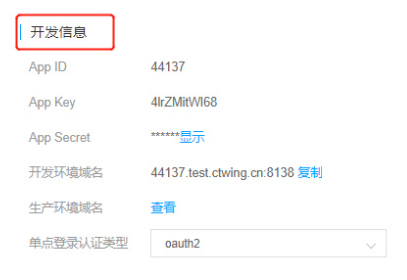 开发信息
App ID 44137
App Key 4lrZMitWl68
App Secret ******显示
开发环境域名 44137.test.ctwing.cn:8138 复制
生产环境域名 查看
单点登录认证类型 oauth2